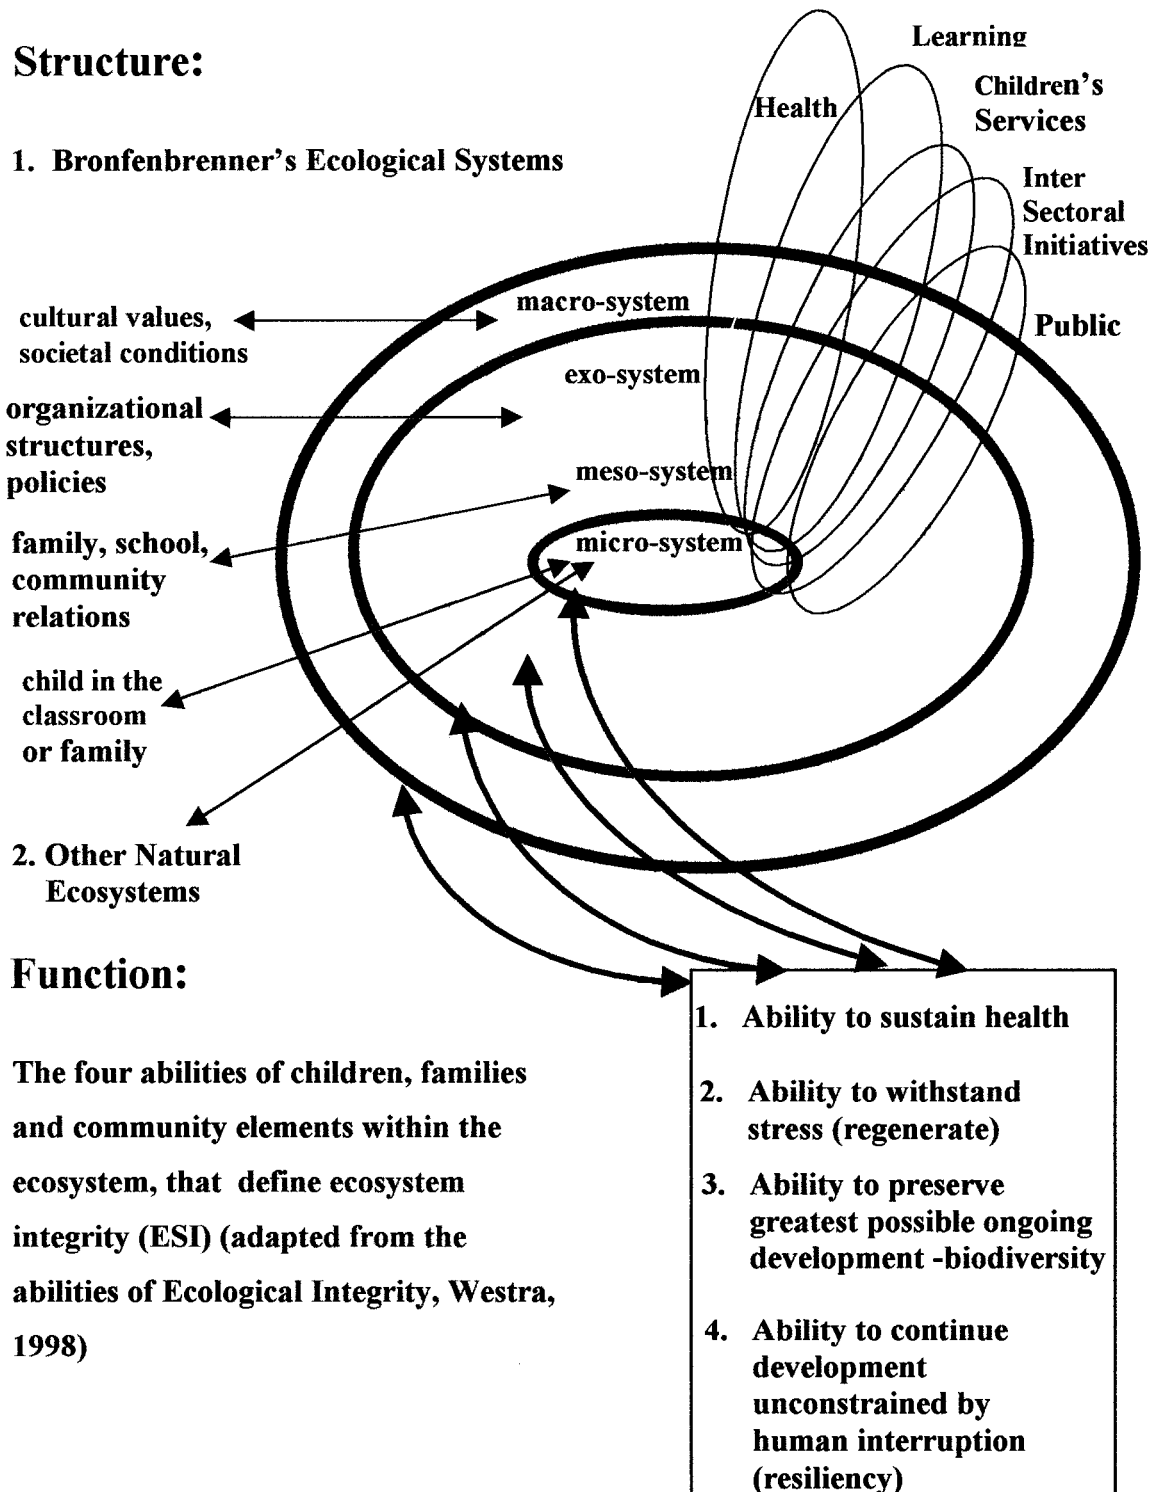 Structure:
1. Bronfenbrenner's Ecological Systems
Health
Learning
Children's
Services
Inter
Sectoral
Initiatives
Public
macro-system
exo-system
meso-system
micro-system
cultural values,
societal conditions
organizational
structures,
policies
family, school,
community
relations
child in the
classroom
or family
2. Other Natural
Ecosystems
Function:
The four abilities of children, families
and community elements within the
ecosystem, that define ecosystem
integrity (ESI) (adapted from the
abilities of Ecological Integrity, Westra,
1998)
1. Ability to sustain health
2. Ability to withstand
stress (regenerate)
3. Ability to preserve
greatest possible ongoing
development -biodiversity
4. Ability to continue
development
unconstrained by
human interruption
(resiliency)